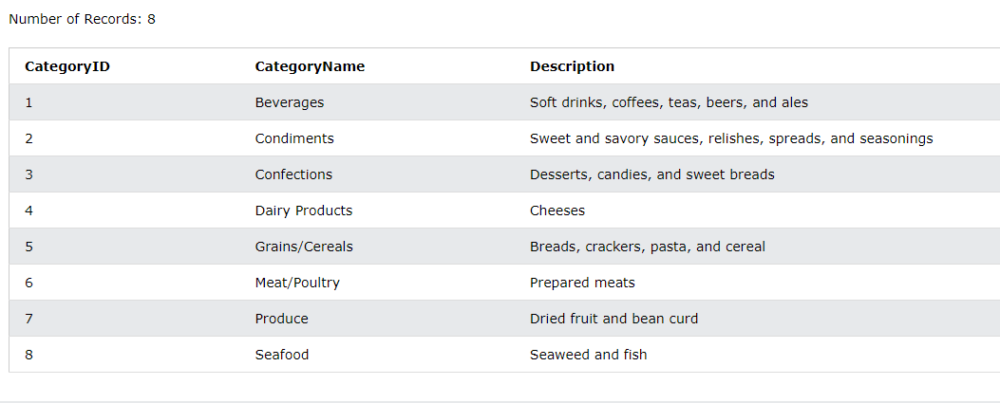 Number of Records: 8
CategoryID CategoryName Description
1 Beverages Soft drinks, coffees, teas, beers, and ales
2 Condiments Sweet and savory sauces, relishes, spreads, and seasonings
3 Confections Desserts, candies, and sweet breads
4 Dairy Products Cheeses
5 Grains/Cereals Breads, crackers, pasta, and cereal
6 Meat/Poultry Prepared meats
7 Produce Dried fruit and bean curd
8 Seafood Seaweed and fish